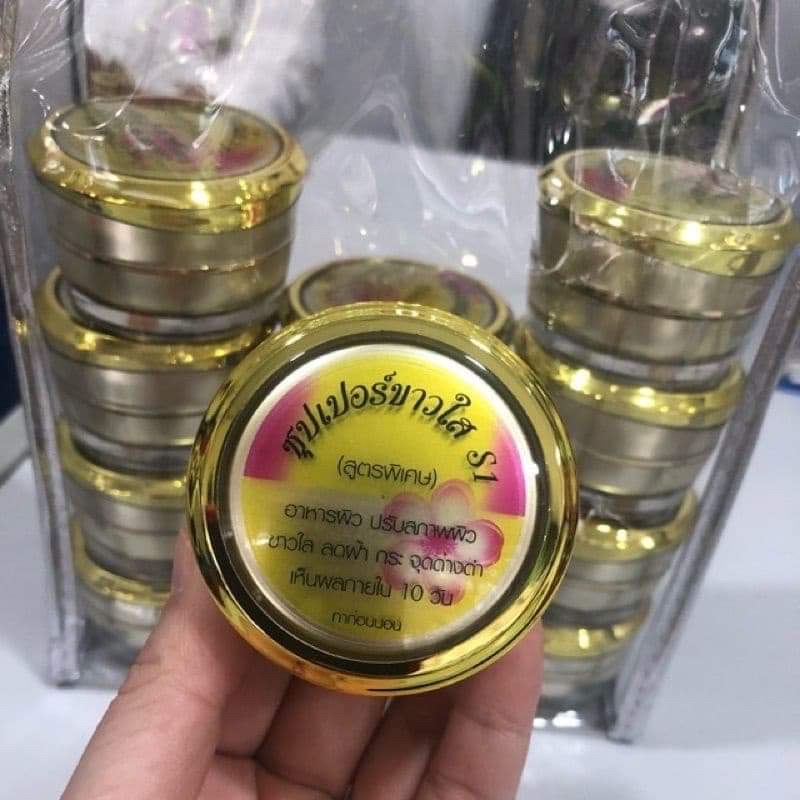 ซุปเปอร์ขาวใส S1
(สูตรพิเศษ)
อาหารผิว ปรับสภาพผิว
ขาวใส ลดฝ้า กระ จุดด่างดำ
เห็นผลภายใน 10 วัน
ทาก่อนนอน